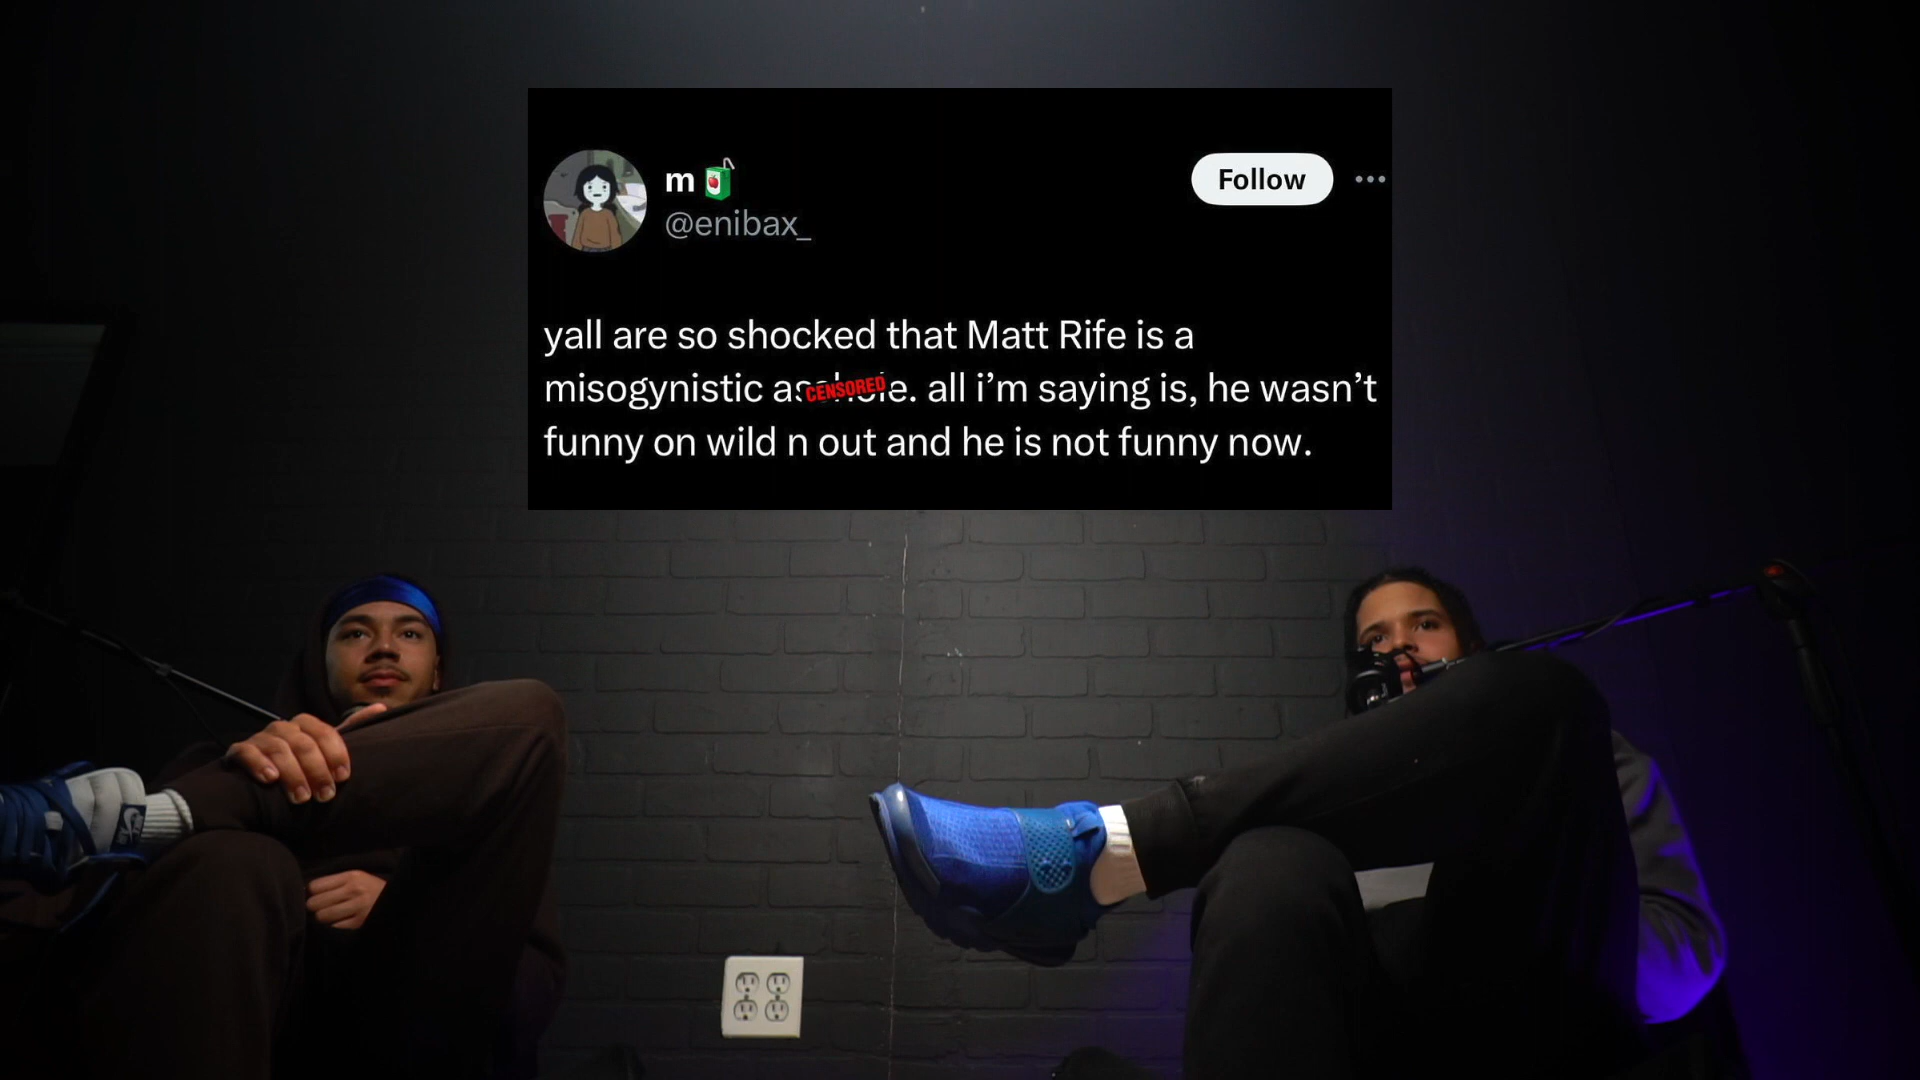 m
@enibax_
Follow
yall are so shocked that Matt Rife is a
misogynistic asshole. all i’m saying is, he wasn’t
CENSORED
funny on wild n out and he is not funny now.